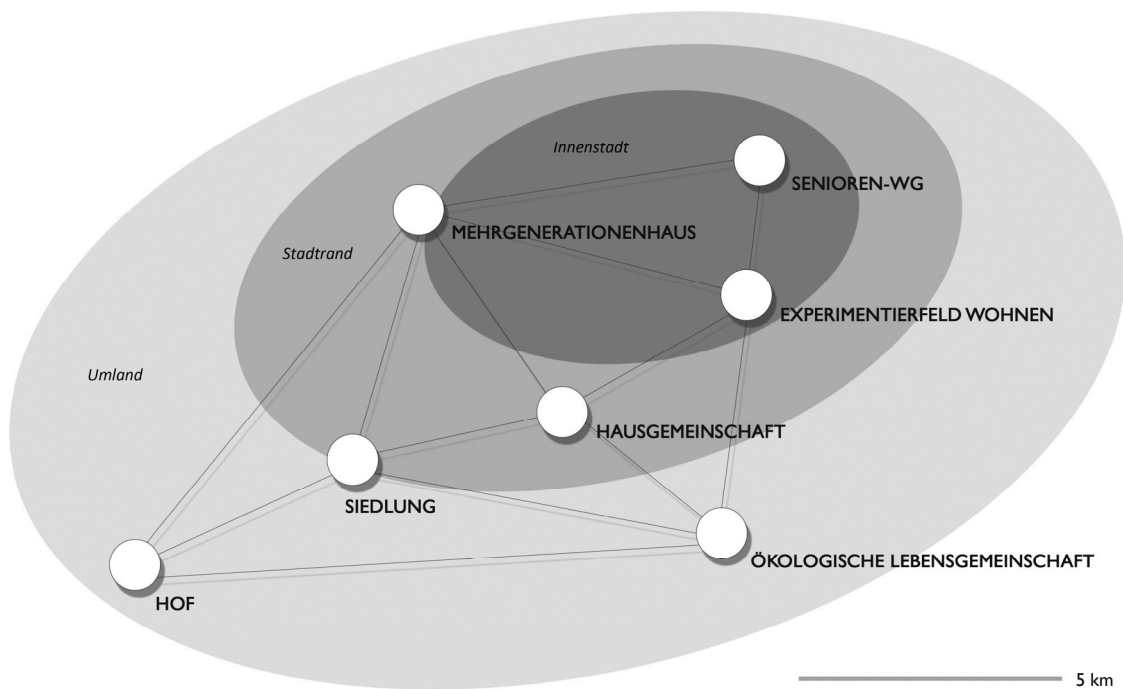 Innenstadt
SENIOREN-WG
MEHRGENERATIONENHAUS
Stadtrand
EXPERIMENTIERFELD WOHNEN
Umland
HAUSGEMEINSCHAFT
SIEDLUNG
ÖKOLOGISCHE LEBENSGEMEINSCHAFT
HOF
5 km